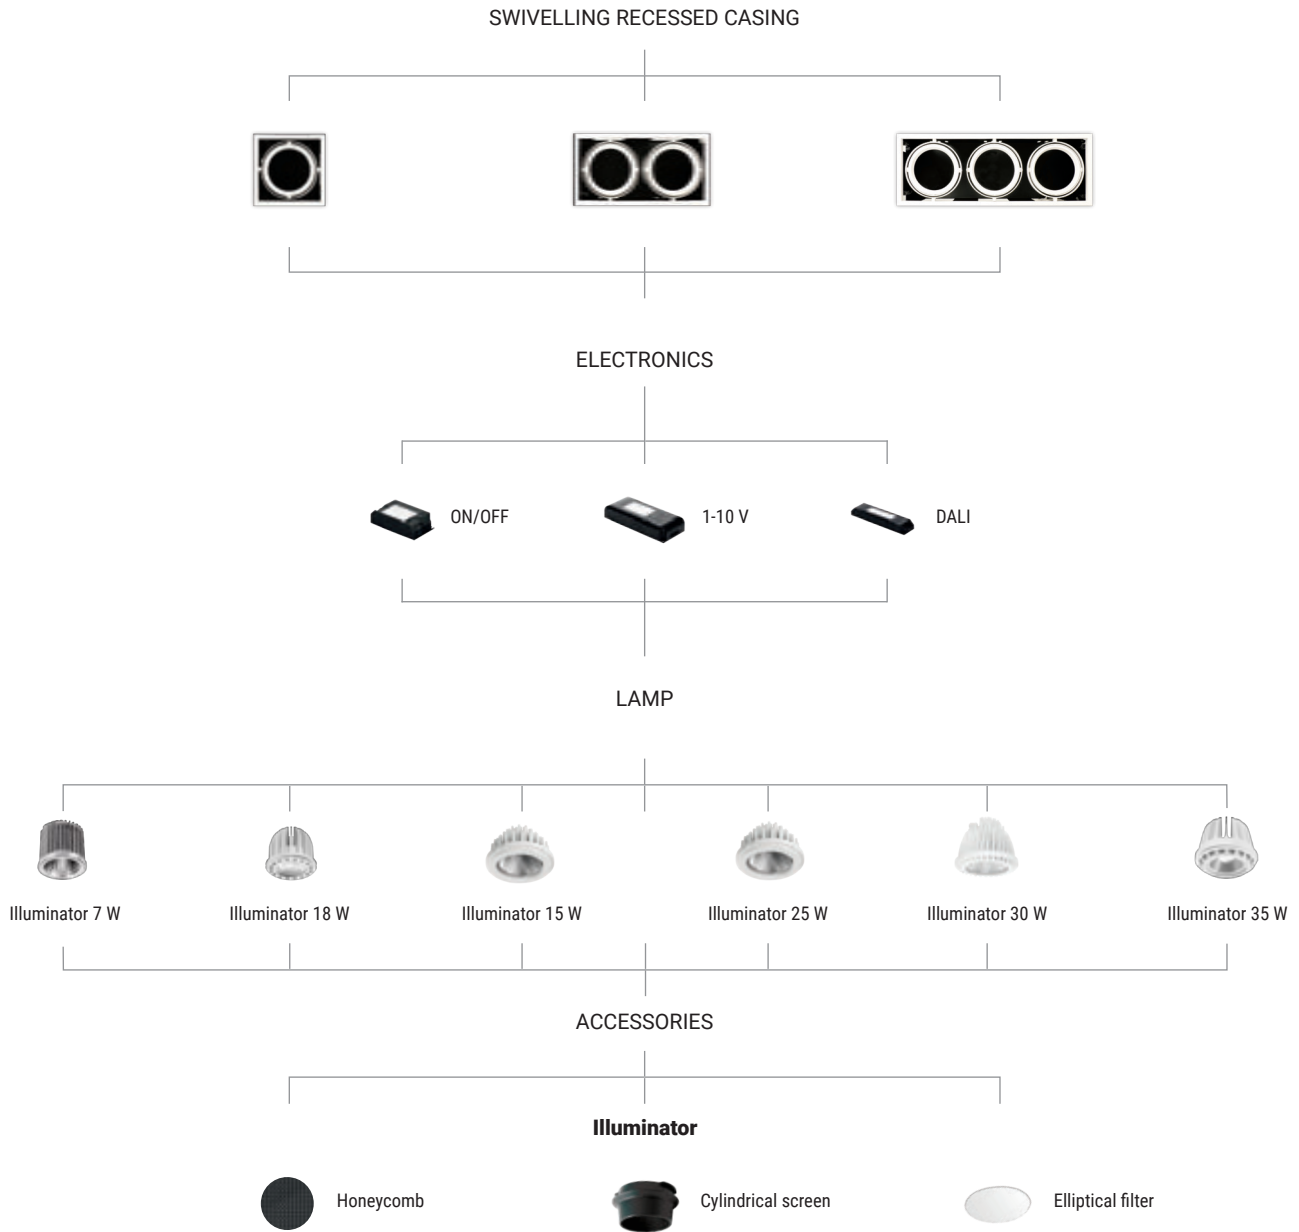 SWIVELLING RECESSED CASING
ELECTRONICS
ON/OFF
1-10 V
DALI
LAMP
Illuminator 7 W
Illuminator 18 W
Illuminator 15 W
Illuminator 25 W
Illuminator 30 W
Illuminator 35 W
ACCESSORIES
Illuminator
Honeycomb
Cylindrical screen
Elliptical filter